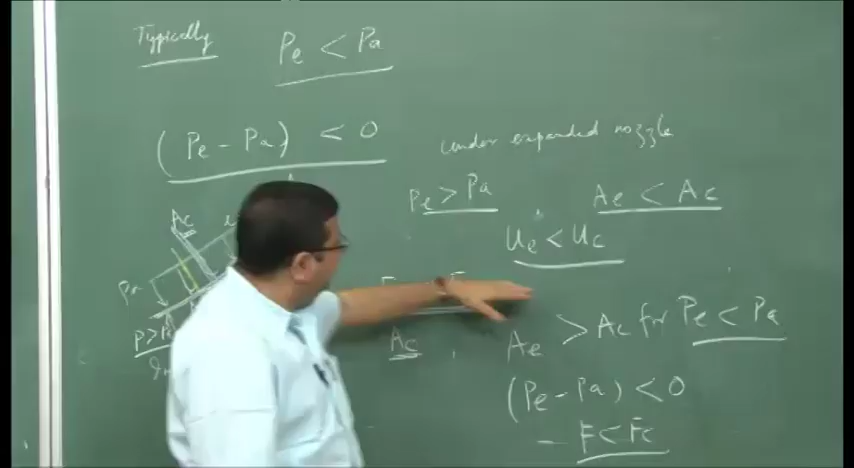 Typically
Pe < Pa
(Pe - Pa) < 0
under expanded nozzle
Pe > Pa
Ae < Ac
ue < uc
Ac
Pa
P>Pa
Ac
Ae > Ac for Pe < Pa
(Pe - Pa) < 0
- F < Fc